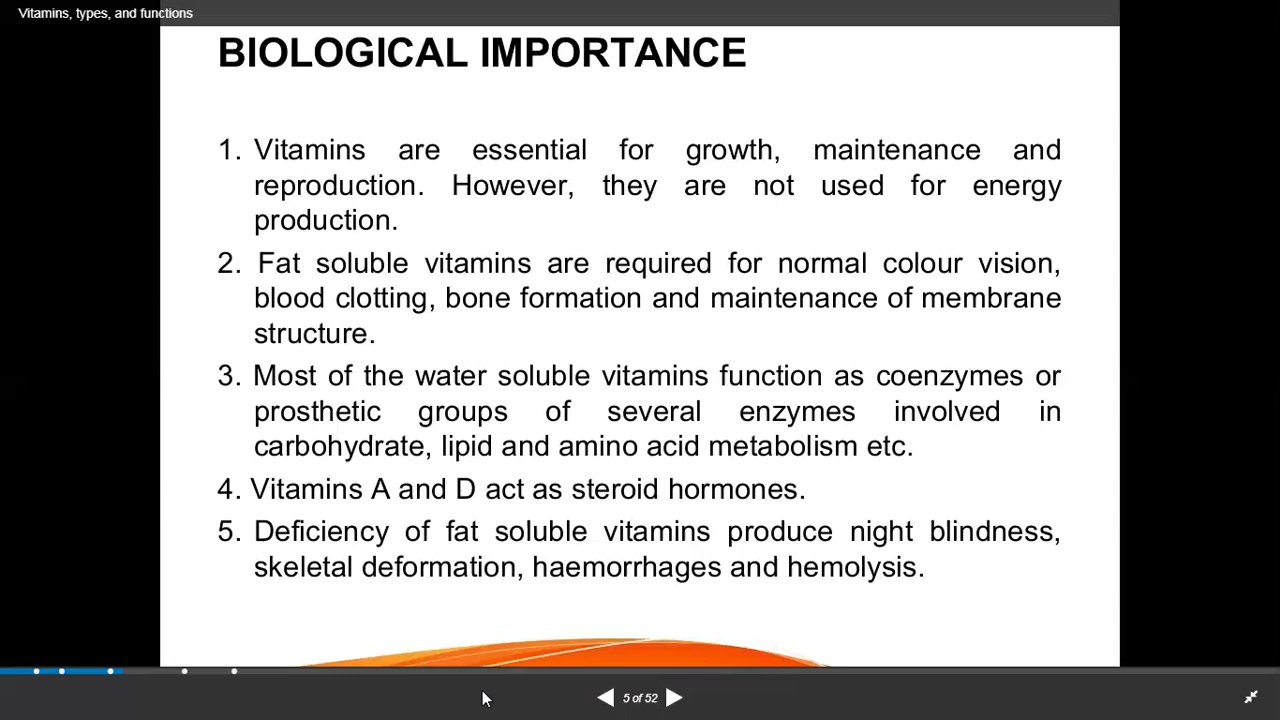 Vitamins, types, and functions
BIOLOGICAL IMPORTANCE
1. Vitamins are essential for growth, maintenance and
reproduction. However, they are not used for energy
production.
2. Fat soluble vitamins are required for normal colour vision,
blood clotting, bone formation and maintenance of membrane
structure.
3. Most of the water soluble vitamins function as coenzymes or
prosthetic groups of several enzymes involved in
carbohydrate, lipid and amino acid metabolism etc.
4. Vitamins A and D act as steroid hormones.
5. Deficiency of fat soluble vitamins produce night blindness,
skeletal deformation, haemorrhages and hemolysis.
5 of 52